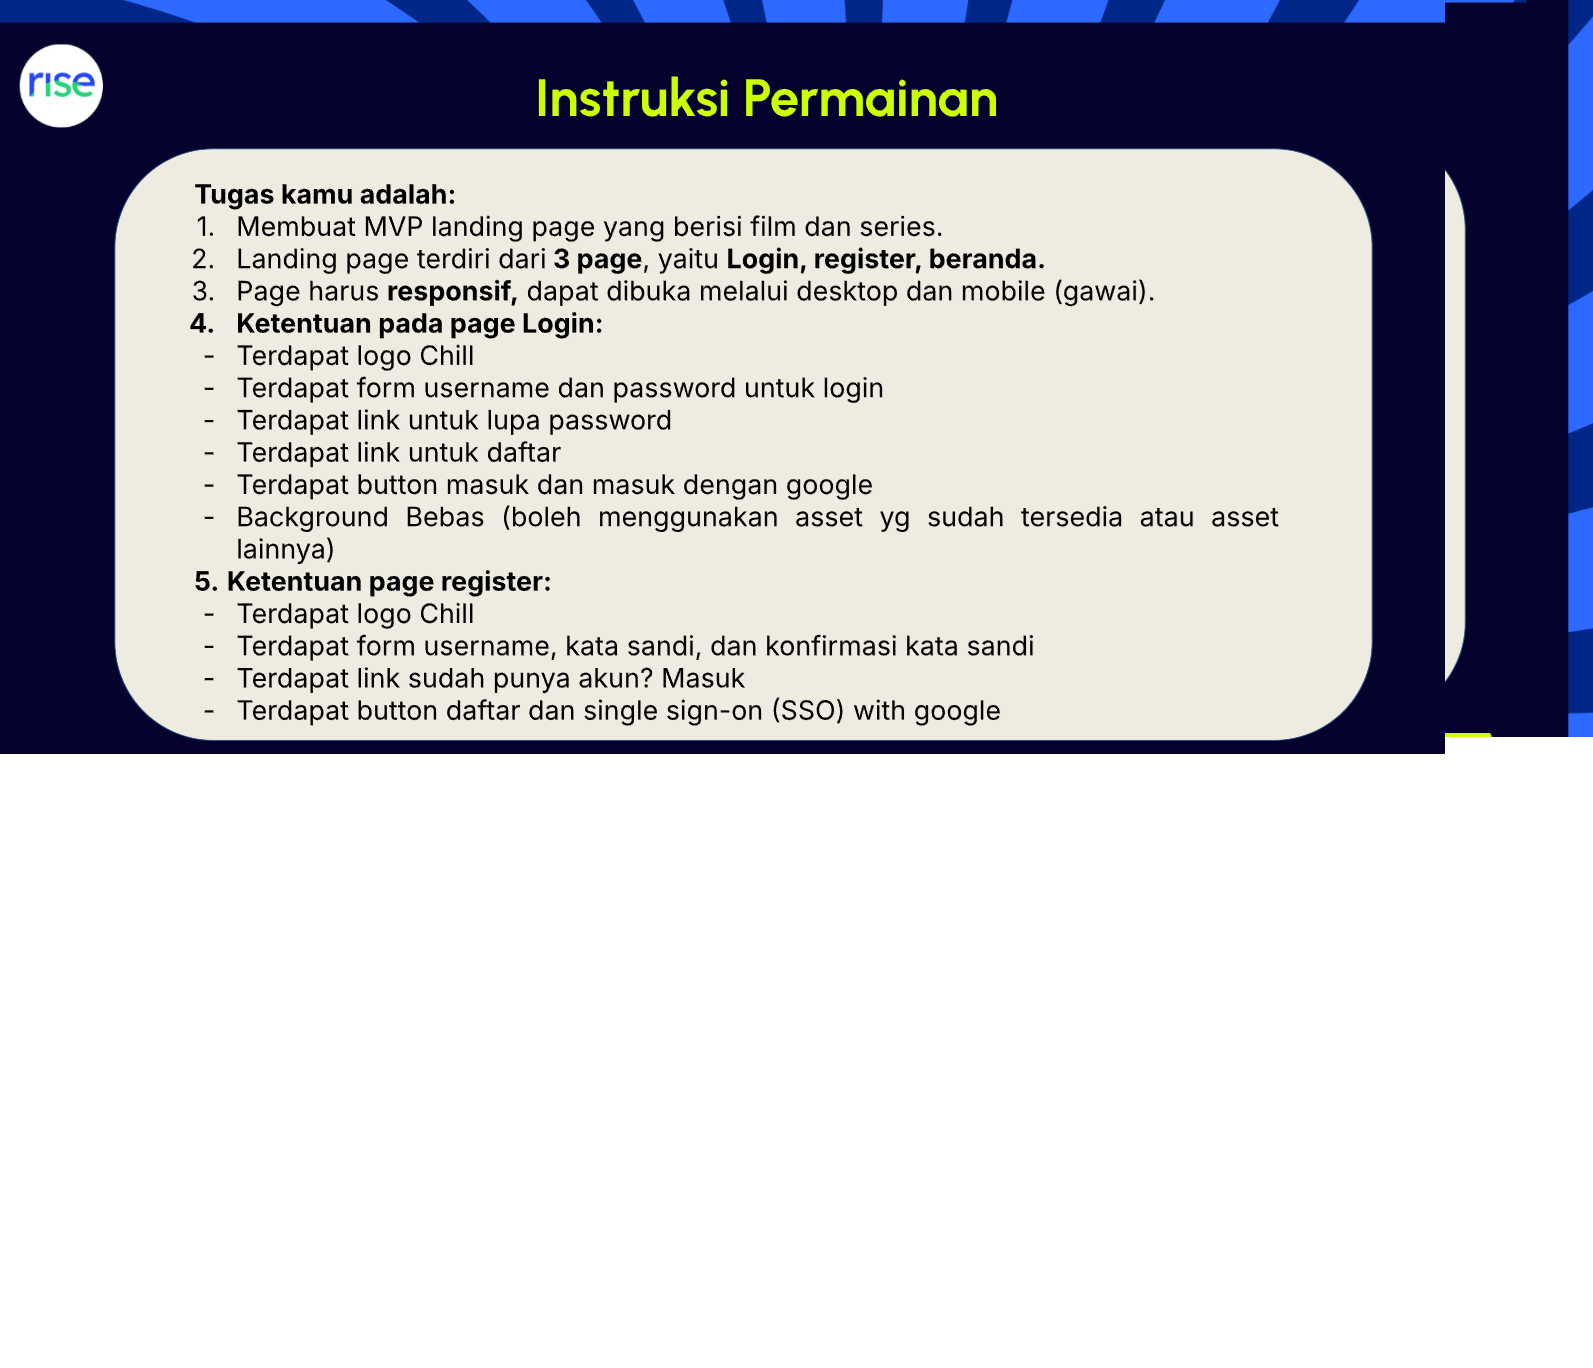 rise
Instruksi Permainan
Tugas kamu adalah:
1. Membuat MVP landing page yang berisi film dan series.
2. Landing page terdiri dari 3 page, yaitu Login, register, beranda.
3. Page harus responsif, dapat dibuka melalui desktop dan mobile (gawai).
4. Ketentuan pada page Login:
- Terdapat logo Chill
- Terdapat form username dan password untuk login
- Terdapat link untuk lupa password
- Terdapat link untuk daftar
- Terdapat button masuk dan masuk dengan google
- Background Bebas (boleh menggunakan asset yg sudah tersedia atau asset
lainnya)
5. Ketentuan page register:
- Terdapat logo Chill
- Terdapat form username, kata sandi, dan konfirmasi kata sandi
- Terdapat link sudah punya akun? Masuk
- Terdapat button daftar dan single sign-on (SSO) with google